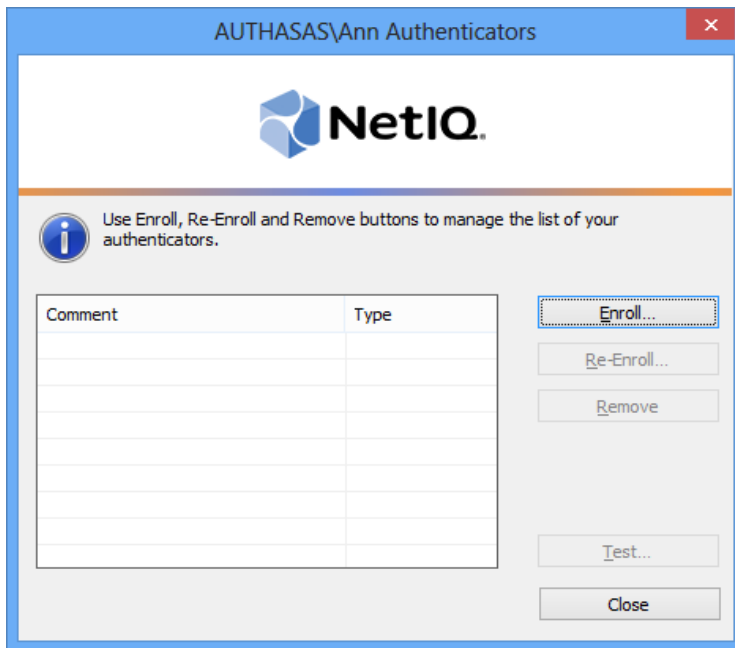 AUTHASAS\Ann Authenticators
NetIQ.
Use Enroll, Re-Enroll and Remove buttons to manage the list of your
authenticators.
Comment
Type
Enroll...
Re-Enroll...
Remove
Test...
Close